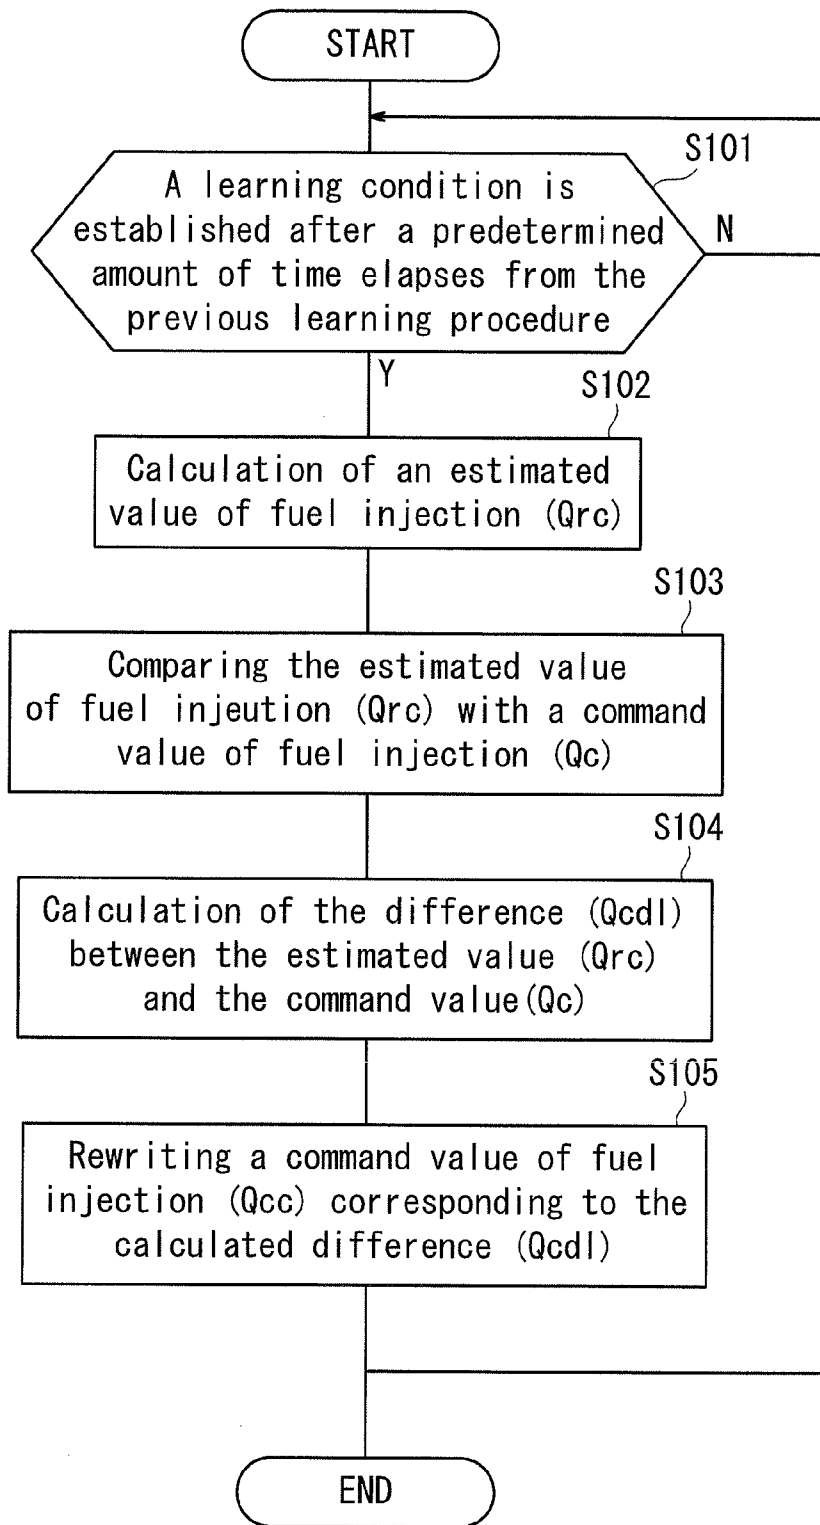 START
S101
A learning condition is
established after a predetermined
amount of time elapses from the
previous learning procedure
N
Y
S102
Calculation of an estimated
value of fuel injection (Qrc)
S103
Comparing the estimated value
of fuel injeution (Qrc) with a command
value of fuel injection (Qc)
S104
Calculation of the difference (Qcdl)
between the estimated value (Qrc)
and the command value(Qc)
S105
Rewriting a command value of fuel
injection (Qcc) corresponding to the
calculated difference (Qcdl)
END